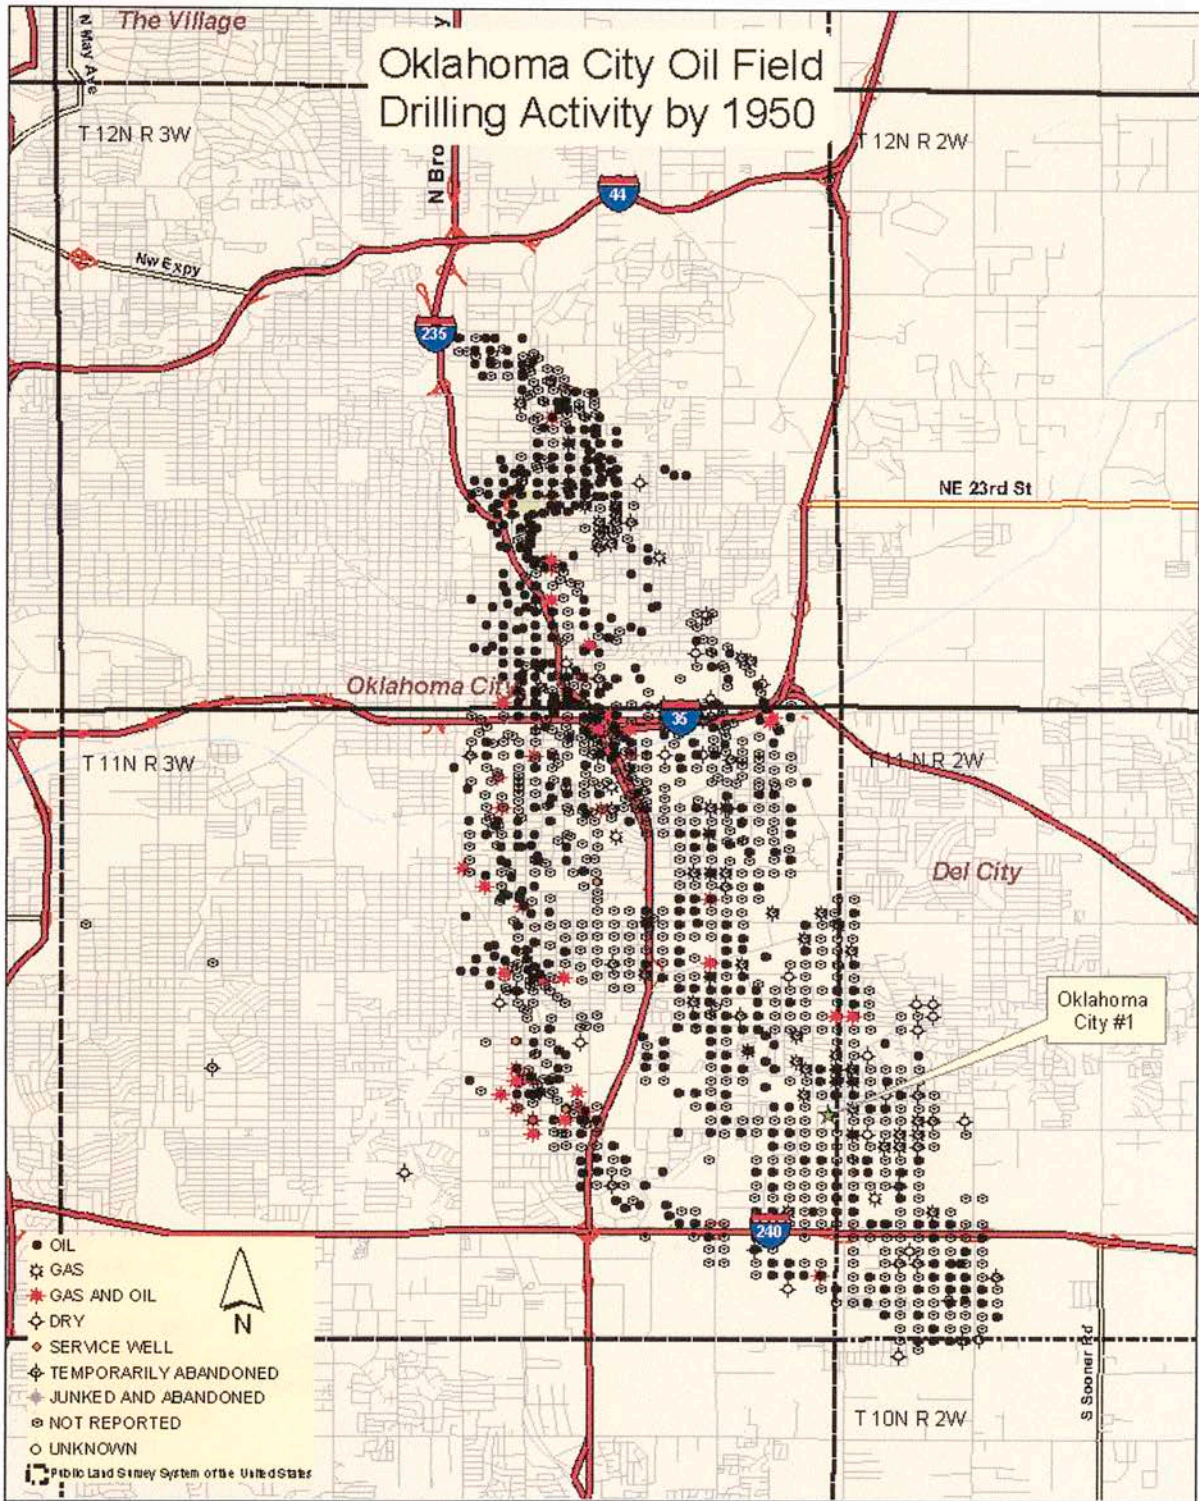 The Village
N May Ave
y
Oklahoma City Oil Field
Drilling Activity by 1950
T 12N R 3W
T 12N R 2W
N Bro
44
Nw Expy
235
NE 23rd St
Oklahoma City
35
T 11N R 3W
T 11 N R 2W
Del City
Oklahoma
City #1
240
OIL
GAS
GAS AND OIL
DRY
SERVICE WELL
TEMPORARILY ABANDONED
JUNKED AND ABANDONED
NOT REPORTED
UNKNOWN
Public Land Survey System of the United States
N
S Sooner Rd
T 10N R 2W